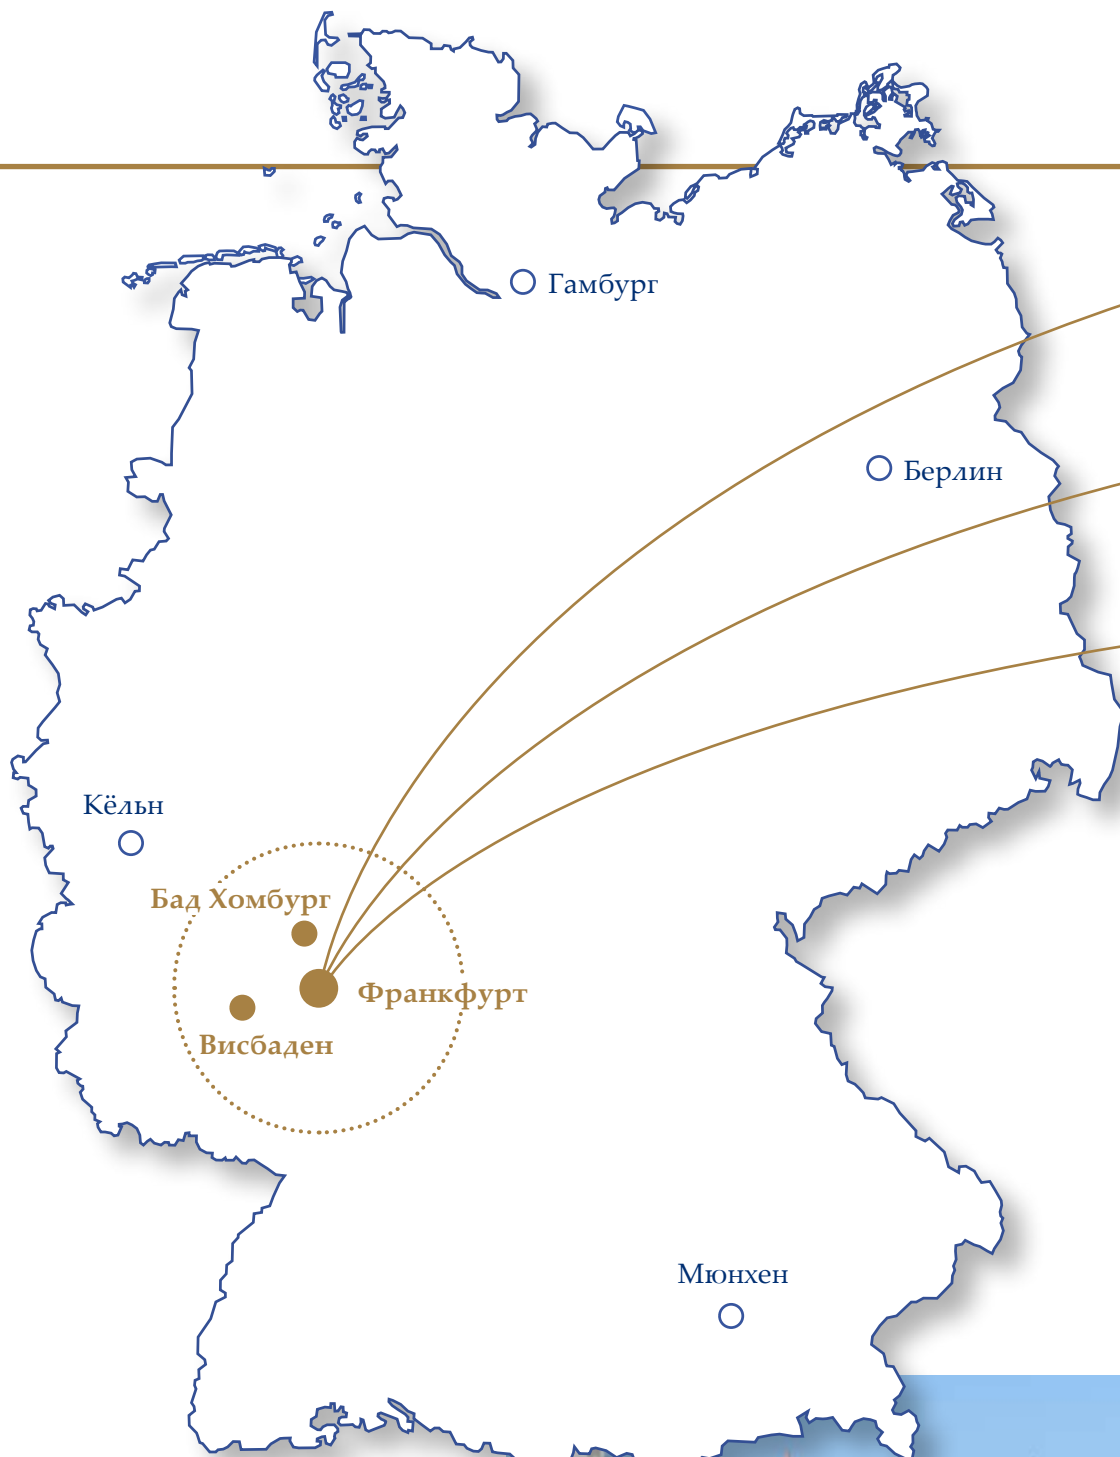 Гамбург
Берлин
Кёльн
Бад Хомбург
Франкфурт
Висбаден
Мюнхен